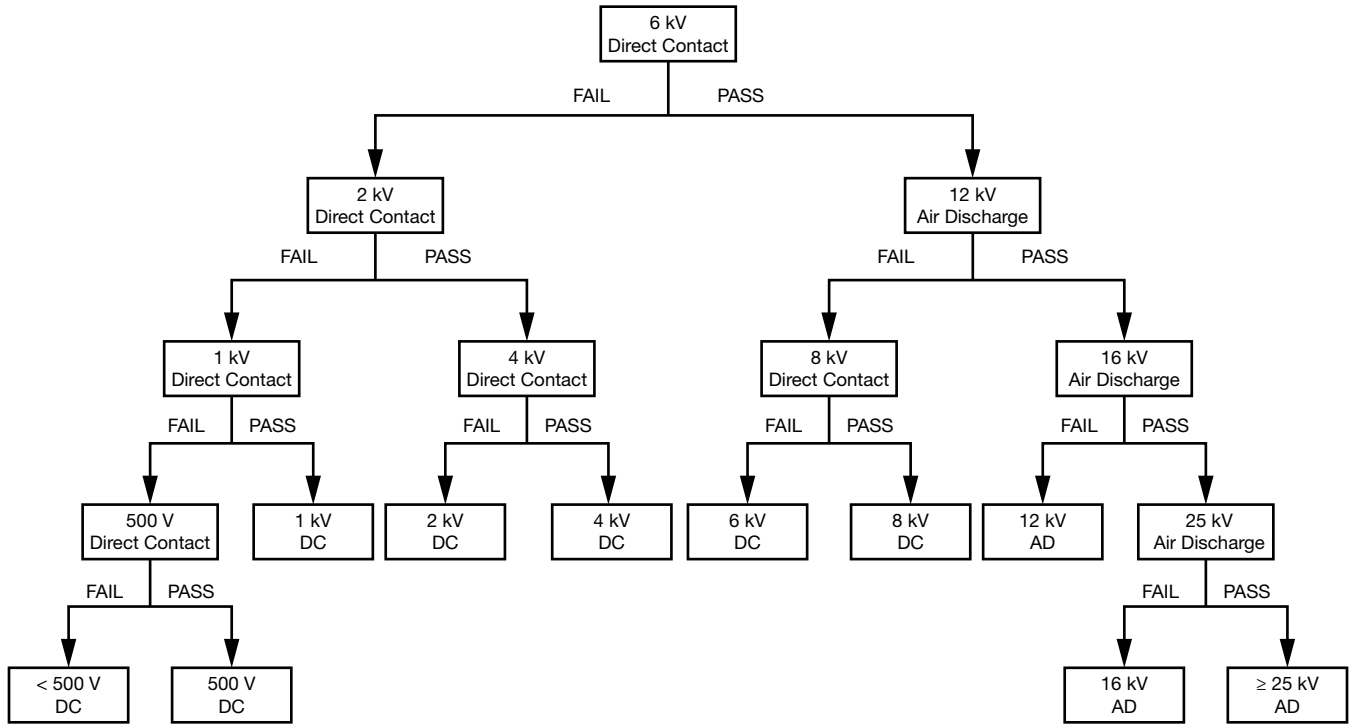 6 kV
Direct Contact
FAIL PASS
2 kV
Direct Contact
12 kV
Air Discharge
FAIL PASS
FAIL PASS
1 kV
Direct Contact
4 kV
Direct Contact
8 kV
Direct Contact
16 kV
Air Discharge
FAIL PASS
FAIL PASS
FAIL PASS
FAIL PASS
500 V
Direct Contact
1 kV
DC
2 kV
DC
4 kV
DC
6 kV
DC
8 kV
DC
12 kV
AD
25 kV
Air Discharge
FAIL PASS
FAIL PASS
< 500 V
DC
500 V
DC
16 kV
AD
≥ 25 kV
AD